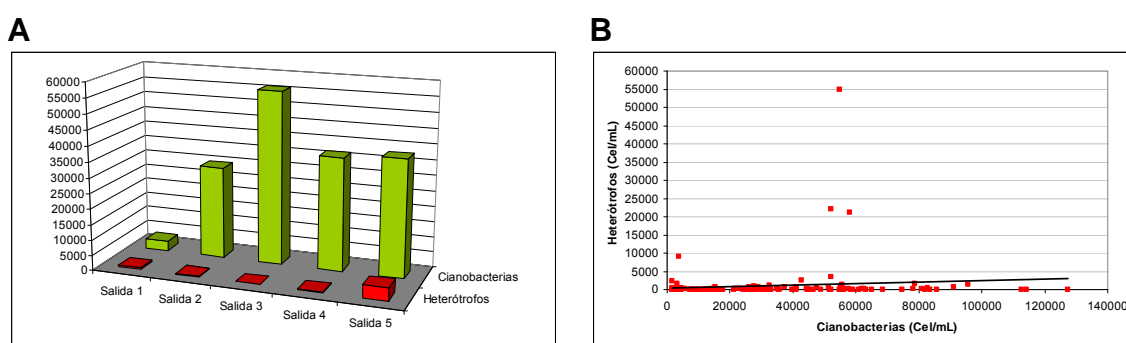 A
60000
55000
50000
45000
40000
35000
30000
25000
20000
15000
10000
5000
0
Salida 1
Salida 2
Salida 3
Salida 4
Salida 5
Cianobacterias
Heterótrofos
B
Heterótrofos (Cel/mL)
60000
55000
50000
45000
40000
35000
30000
25000
20000
15000
10000
5000
0
0 20000 40000 60000 80000 100000 120000 140000
Cianobacterias (Cel/mL)